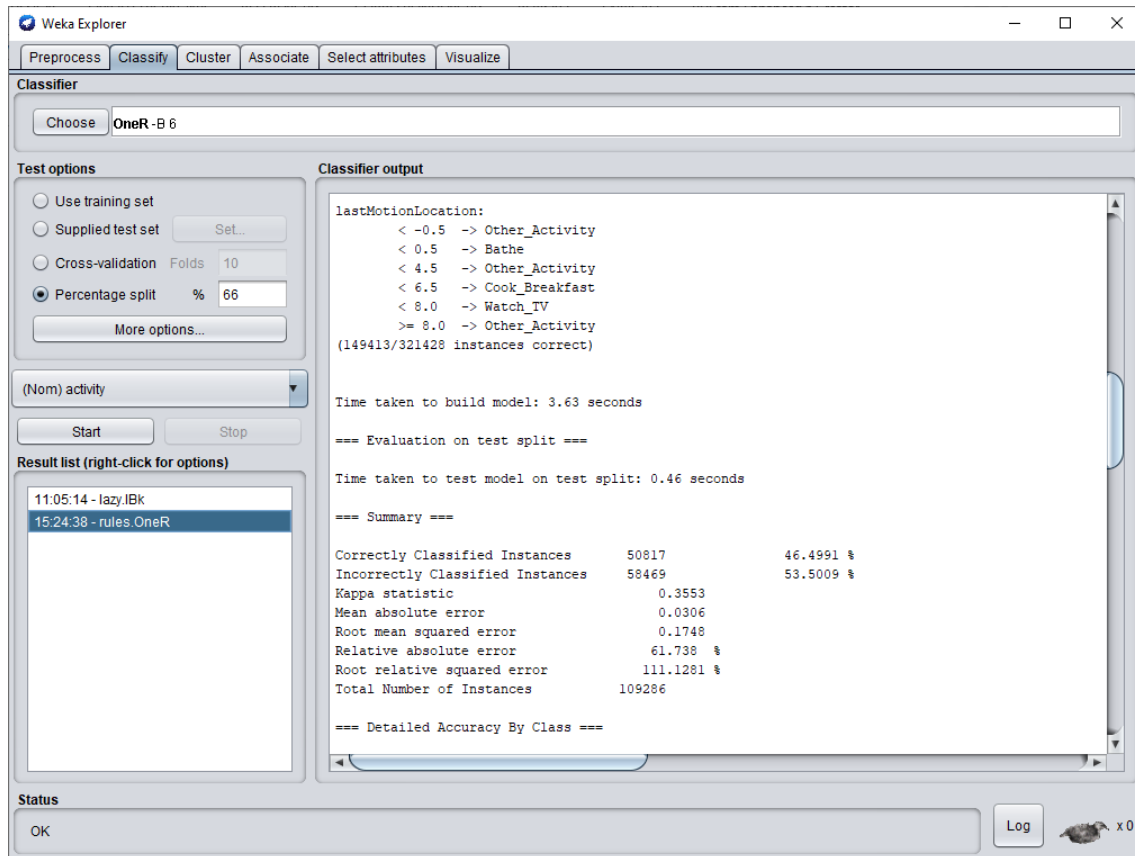 Weka Explorer
Preprocess Classify Cluster Associate Select attributes Visualize
Classifier
Choose OneR -B 6
Test options
Use training set
Supplied test set Set...
Cross-validation Folds 10
Percentage split % 66
More options...
(Nom) activity
Start Stop
Result list (right-click for options)
11:05:14 - lazy.IBk
15:24:38 - rules.OneR
Classifier output
lastMotionLocation:
< -0.5 -> Other_Activity
< 0.5 -> Bathe
< 4.5 -> Other_Activity
< 6.5 -> Cook_Breakfast
< 8.0 -> Watch_TV
>= 8.0 -> Other_Activity
(149413/321428 instances correct)
Time taken to build model: 3.63 seconds
=== Evaluation on test split ===
Time taken to test model on test split: 0.46 seconds
=== Summary ===
Correctly Classified Instances 50817 46.4991 %
Incorrectly Classified Instances 58469 53.5009 %
Kappa statistic 0.3553
Mean absolute error 0.0306
Root mean squared error 0.1748
Relative absolute error 61.738 %
Root relative squared error 111.1281 %
Total Number of Instances 109286
=== Detailed Accuracy By Class ===
Status
OK
Log
x 0